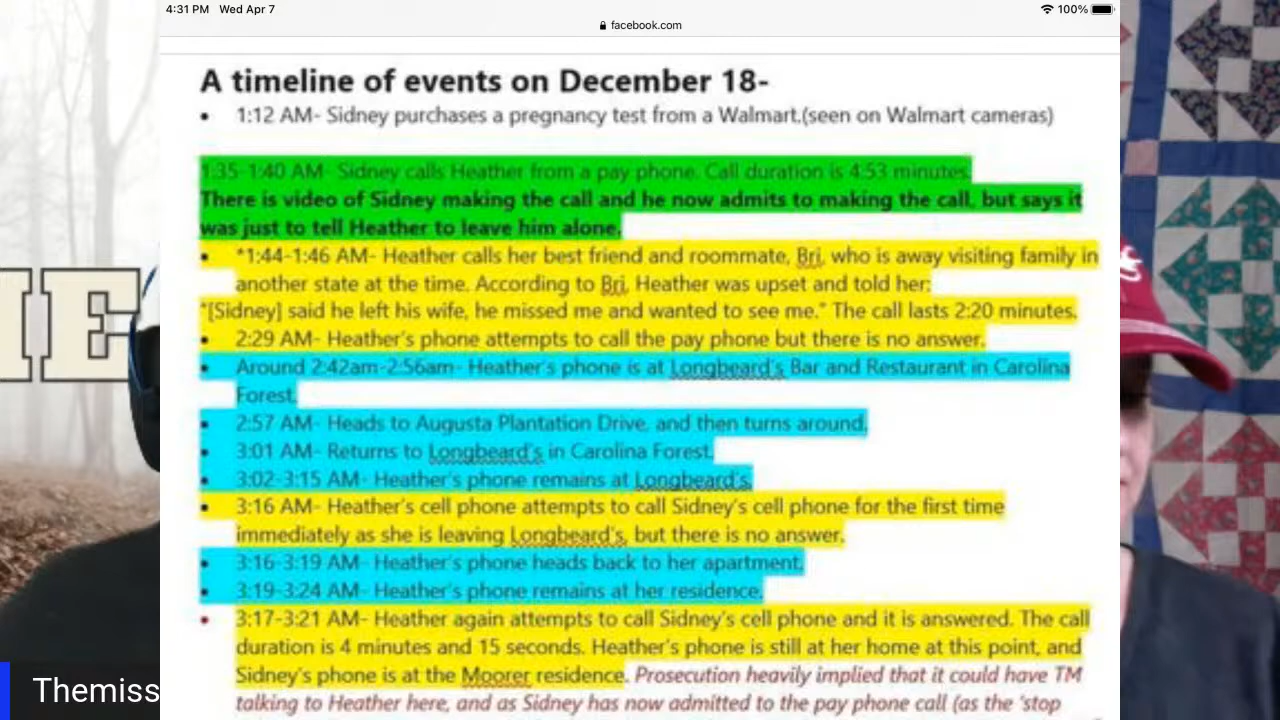 4:31 PM Wed Apr 7
100%
facebook.com
A timeline of events on December 18-
• 1:12 AM- Sidney purchases a pregnancy test from a Walmart.(seen on Walmart cameras)
1:35-1:40 AM- Sidney calls Heather from a pay phone. Call duration is 4:53 minutes.
There is video of Sidney making the call and he now admits to making the call, but says it
was just to tell Heather to leave him alone.
• *1:44-1:46 AM- Heather calls her best friend and roommate, Bri, who is away visiting family in
another state at the time. According to Bri, Heather was upset and told her:
"[Sidney] said he left his wife, he missed me and wanted to see me." The call lasts 2:20 minutes.
• 2:29 AM- Heather's phone attempts to call the pay phone but there is no answer.
• Around 2:42am-2:56am- Heather's phone is at Longbeard's Bar and Restaurant in Carolina
Forest.
• 2:57 AM- Heads to Augusta Plantation Drive, and then turns around.
• 3:01 AM- Returns to Longbeard's in Carolina Forest.
• 3:02-3:15 AM- Heather's phone remains at Longbeard's.
• 3:16 AM- Heather's cell phone attempts to call Sidney's cell phone for the first time
immediately as she is leaving Longbeard's, but there is no answer.
• 3:16-3:19 AM- Heather's phone heads back to her apartment.
• 3:19-3:24 AM- Heather's phone remains at her residence.
• 3:17-3:21 AM- Heather again attempts to call Sidney's cell phone and it is answered. The call
duration is 4 minutes and 15 seconds. Heather's phone is still at her home at this point, and
Sidney's phone is at the Moorer residence. Prosecution heavily implied that it could have TM
talking to Heather here, and as Sidney has now admitted to the pay phone call (as the 'stop
Themiss